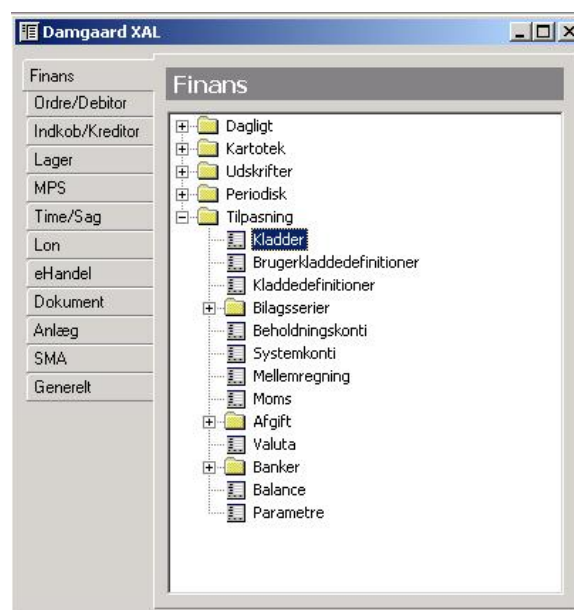 Damgaard XAL
Finans
Ordre/Debitor
Indkob/Kreditor
Lager
MPS
Time/Sag
Lon
eHandel
Dokument
Anlæg
SMA
Generelt
Finans
Dagligt
Kartotek
Udskrifter
Periodisk
Tilpasning
Kladder
Brugerkladdedefinitioner
Kladdedefinitioner
Bilagsserier
Beholdningskonti
Systemkonti
Mellemregning
Moms
Afgift
Valuta
Banker
Balance
Parametre